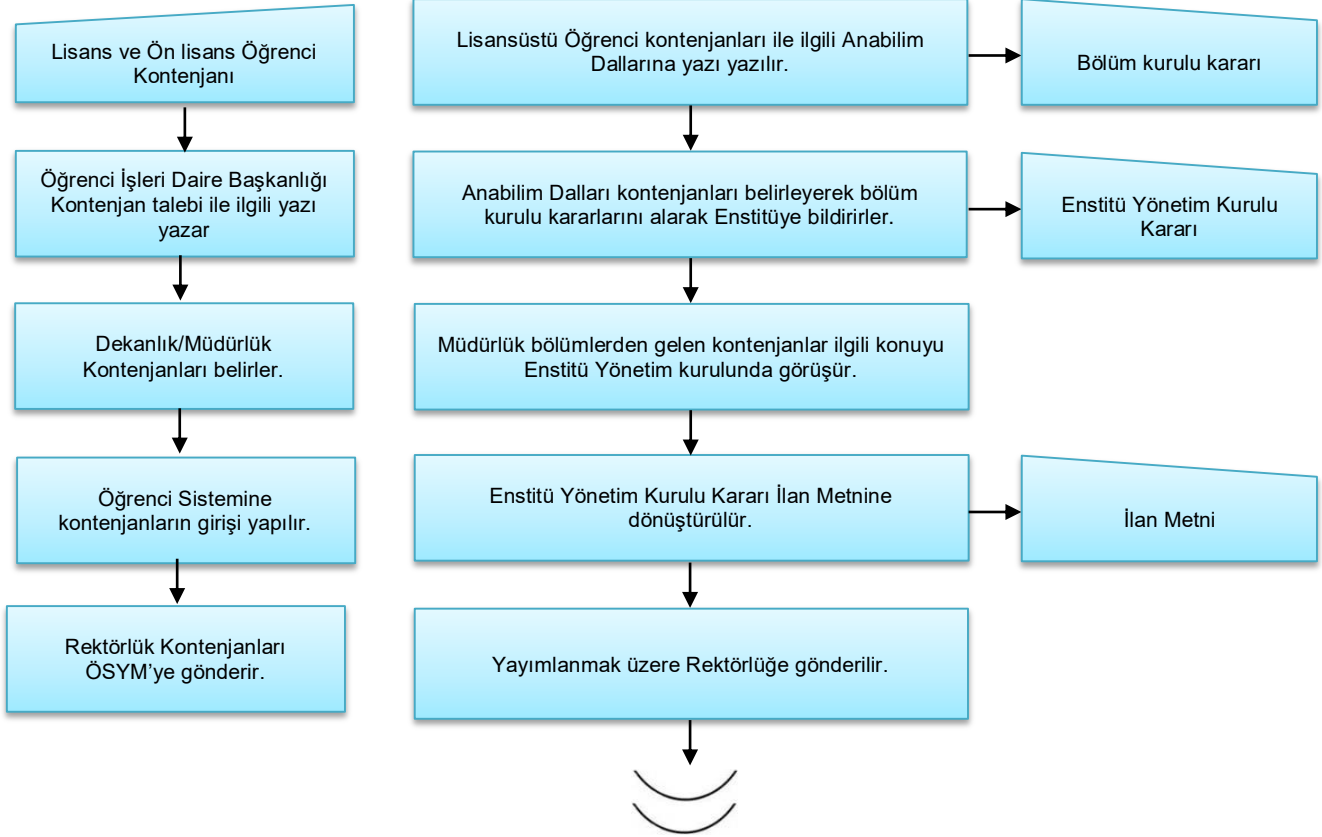 Lisans ve Ön lisans Öğrenci
Kontenjanı
Öğrenci İşleri Daire Başkanlığı
Kontenjan talebi ile ilgili yazı
yazar
Dekanlık/Müdürlük
Kontenjanları belirler.
Öğrenci Sistemine
kontenjanların girişi yapılır.
Rektörlük Kontenjanları
ÖSYM’ye gönderir.
Lisansüstü Öğrenci kontenjanları ile ilgili Anabilim
Dallarına yazı yazılır.
Bölüm kurulu kararı
Anabilim Dalları kontenjanları belirleyerek bölüm
kurulu kararlarını alarak Enstitüye bildirirler.
Enstitü Yönetim Kurulu
Kararı
Müdürlük bölümlerden gelen kontenjanlar ilgili konuyu
Enstitü Yönetim kurulunda görüşür.
Enstitü Yönetim Kurulu Kararı İlan Metnine
dönüştürülür.
İlan Metni
Yayımlanmak üzere Rektörlüğe gönderilir.